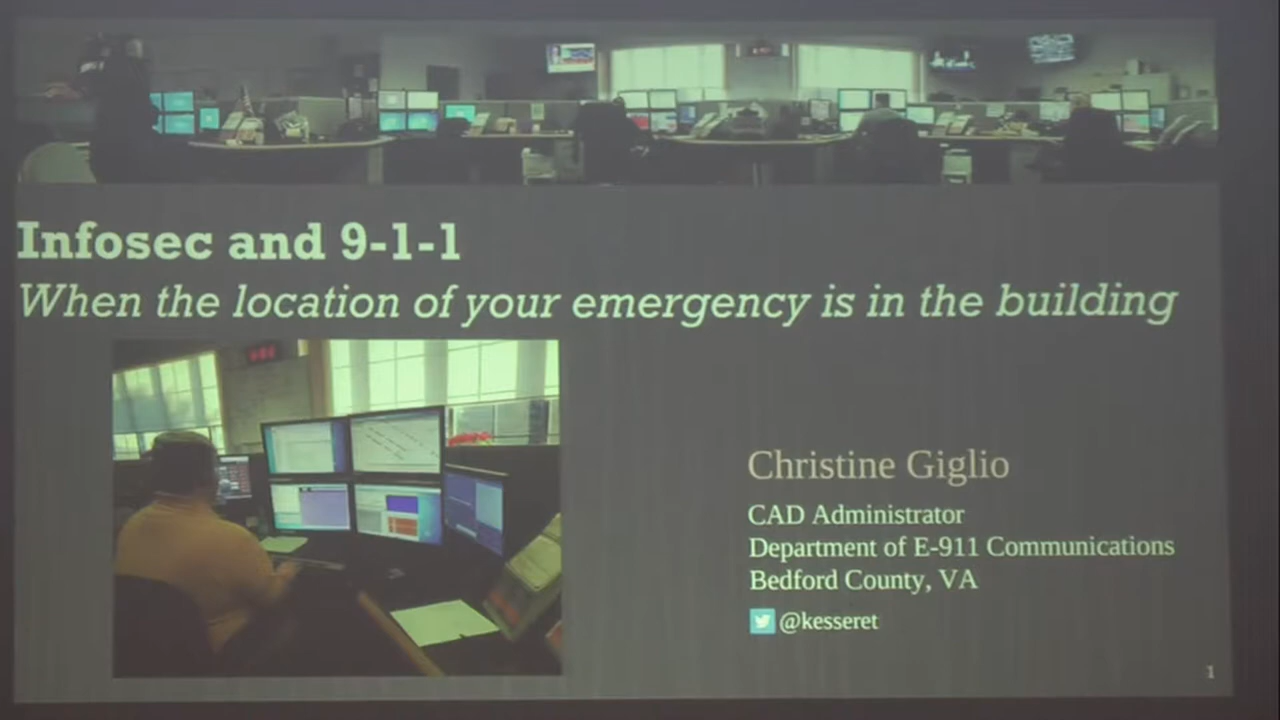 Infosec and 9-1-1
When the location of your emergency is in the building
Christine Giglio
CAD Administrator
Department of E-911 Communications
Bedford County, VA
@kesseret
1